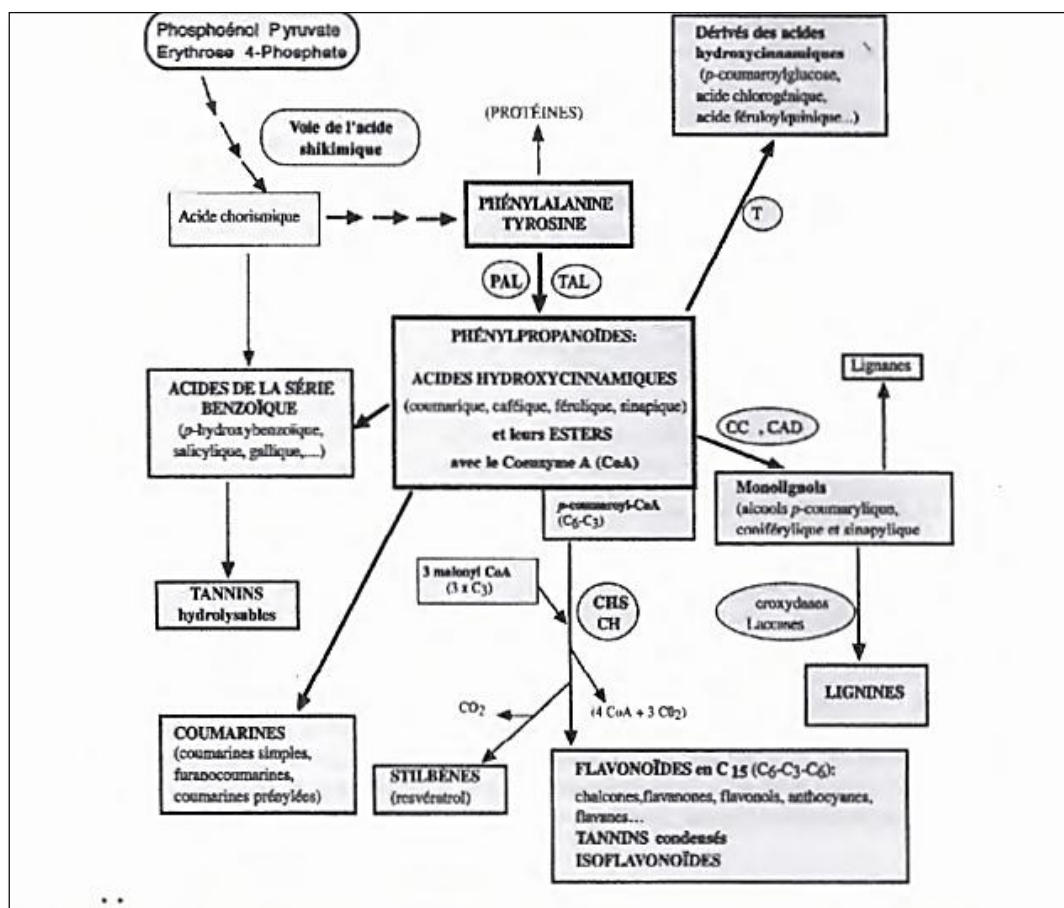 Phosphoénol Pyruvate
Erythrose 4-Phosphate
Voie de l'acide
shikimique
Acide chorismique
(PROTÉINES)
PHÉNYLALANINE
TYROSINE
Dérivés des acides
hydroxycinnamiques
(p-coumaroylglucose,
acide chlorogénique,
acide féruloylquinique...)
T
PAL
TAL
PHÉNYLPROPANOÏDES:
ACIDES HYDROXYCINNAMIQUES
(coumarique, caféique, férulique, sinapique)
et leurs ESTERS
avec le Coenzyme A (CoA)
ACIDES DE LA SÉRIE
BENZOÏQUE
(p-hydroxybenzoïque,
salicylique, gallique,....)
TANNINS
hydrolysables
Lignanes
CC , CAD
Monolignols
(alcools p-coumarylique,
coniférylique et sinapylique
eroxydases
Laccases
LIGNINES
p-coumaroyl-CoA
(C6-C3)
3 malonyl CoA
(3 x C3)
CHS
CH
CO2
(4 CoA + 3 C02)
COUMARINES
(coumarines simples,
furanocoumarines,
coumarines prénylées)
STILBÈNES
(resvératrol)
FLAVONOÏDES en C15 (C6-C3-C6):
chalcones,flavanones, flavonols, anthocyanes,
flavanes...
TANNINS condensés
ISOFLAVONOÏDES